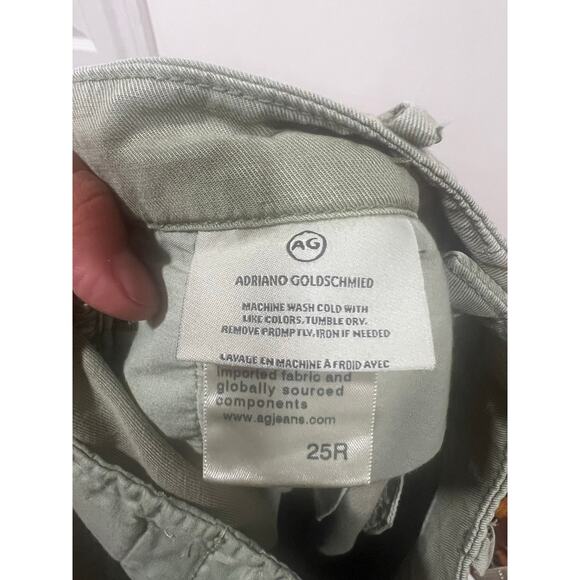 AG
ADRIANO GOLDSCHMIED
MACHINE WASH COLD WITH
LIKE COLORS. TUMBLE DRY.
REMOVE PROMPTLY, IRON IF NEEDED
LAVAGE EN MACHINE À FROID AVEC
Imported fabric and
globally sourced
components
www.agjeans.com
25R